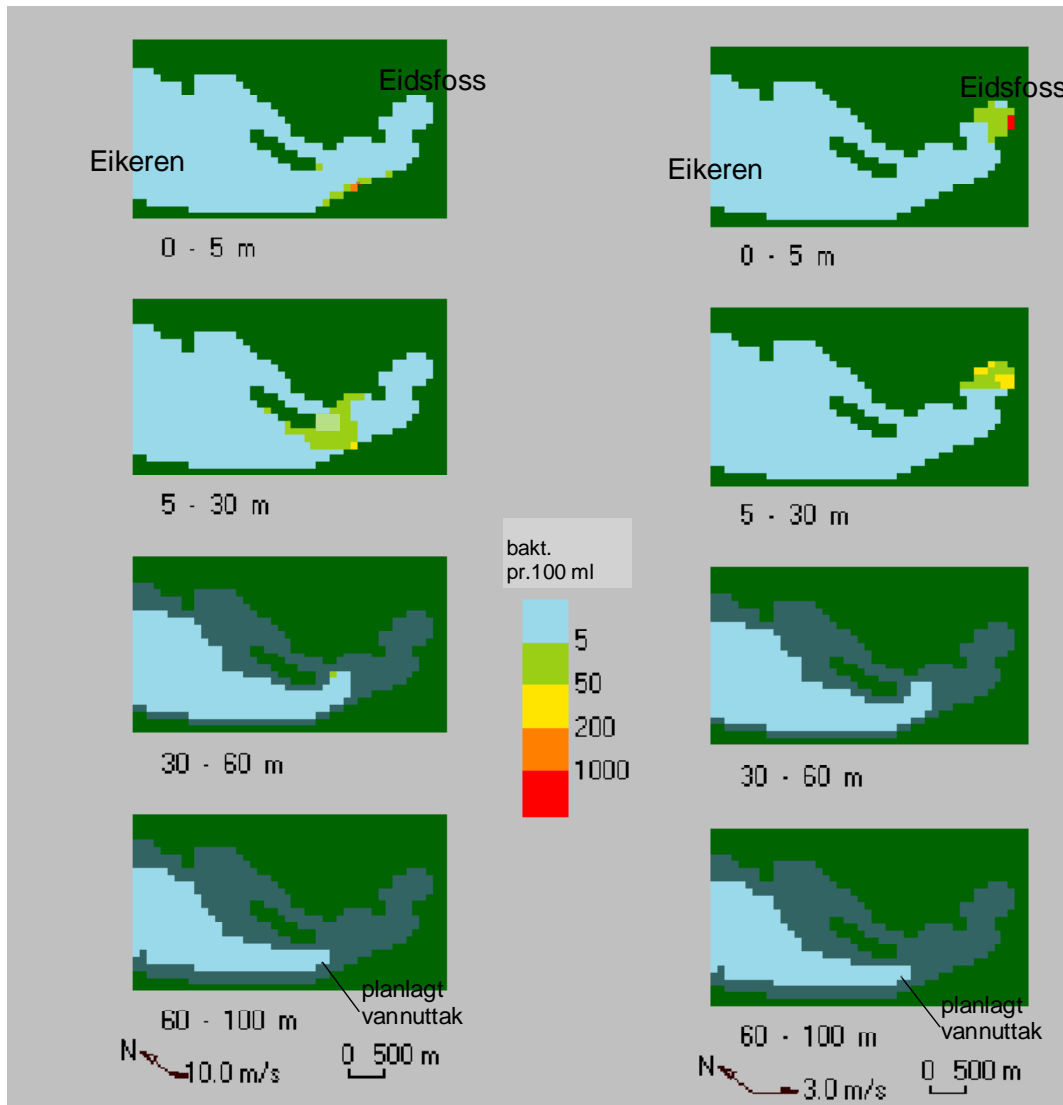 Eidsfoss
Eikeren
0 - 5 m
5 - 30 m
30 - 60 m
60 - 100 m
planlagt
vannuttak
N 10.0 m/s
0 500 m
bakt.
pr.100 ml
5
50
200
1000
Eidsfoss
Eikeren
0 - 5 m
5 - 30 m
30 - 60 m
60 - 100 m
planlagt
vannuttak
N 3.0 m/s
0 500 m